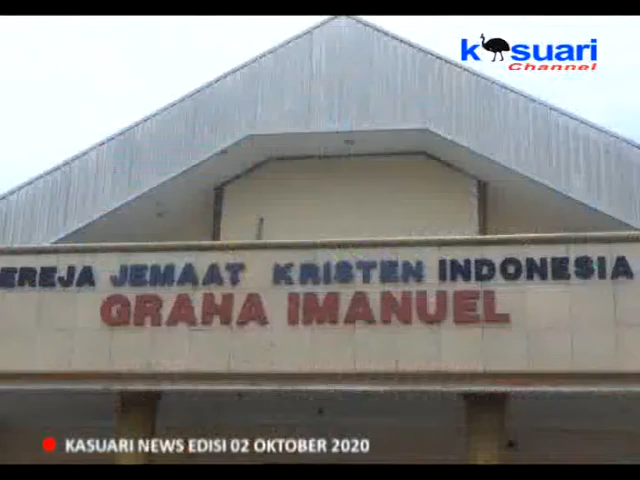 kasuari
Channel
EREJA JEMAAT KRISTEN INDONESIA
GRAHA IMANUEL
KASUARI NEWS EDISI 02 OKTOBER 2020